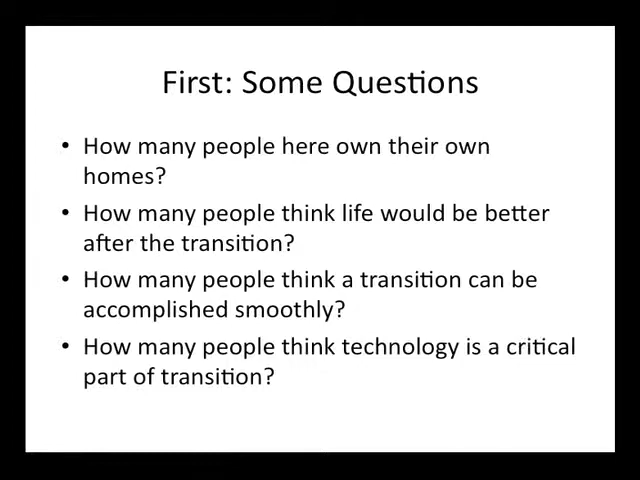 First: Some Questions
• How many people here own their own
homes?
• How many people think life would be better
after the transition?
• How many people think a transition can be
accomplished smoothly?
• How many people think technology is a critical
part of transition?